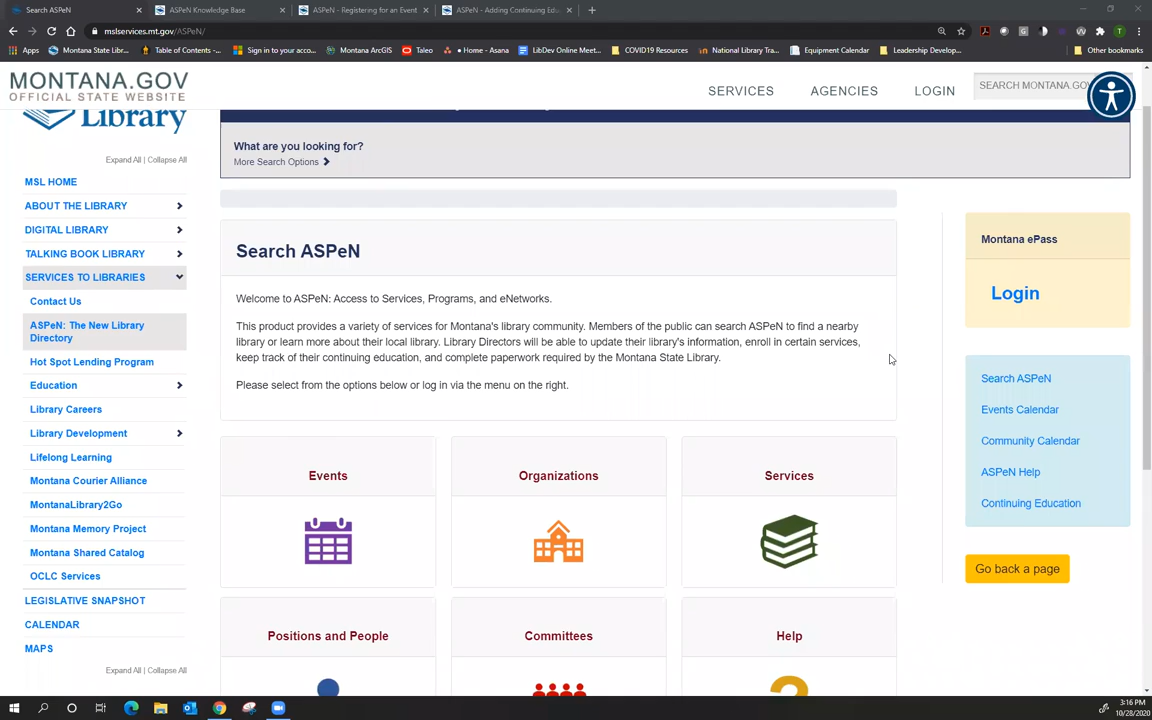 Search ASPeN
ASPeN Knowledge Base
ASPeN - Registering for an Event
ASPeN - Adding Continuing Edu
mslservices.mt.gov/ASPeN/
Apps
Montana State Libr...
Table of Contents -...
Sign in to your acco...
Montana ArcGIS
Taleo
Home - Asana
LibDev Online Meet...
COVID19 Resources
National Library Tra...
Equipment Calendar
Leadership Develop...
Other bookmarks
MONTANA.GOV
OFFICIAL STATE WEBSITE
SERVICES
AGENCIES
LOGIN
SEARCH MONTANA.GO
Library
Expand All | Collapse All
MSL HOME
ABOUT THE LIBRARY
DIGITAL LIBRARY
TALKING BOOK LIBRARY
SERVICES TO LIBRARIES
Contact Us
ASPeN: The New Library
Directory
Hot Spot Lending Program
Education
Library Careers
Library Development
Lifelong Learning
Montana Courier Alliance
MontanaLibrary2Go
Montana Memory Project
Montana Shared Catalog
OCLC Services
LEGISLATIVE SNAPSHOT
CALENDAR
MAPS
Expand All | Collapse All
What are you looking for?
More Search Options
Search ASPeN
Welcome to ASPeN: Access to Services, Programs, and eNetworks.
This product provides a variety of services for Montana's library community. Members of the public can search ASPeN to find a nearby
library or learn more about their local library. Library Directors will be able to update their library's information, enroll in certain services,
keep track of their continuing education, and complete paperwork required by the Montana State Library.
Please select from the options below or log in via the menu on the right.
Events
Organizations
Services
Positions and People
Committees
Help
Montana ePass
Login
Search ASPeN
Events Calendar
Community Calendar
ASPeN Help
Continuing Education
Go back a page
3:16 PM
10/28/2020